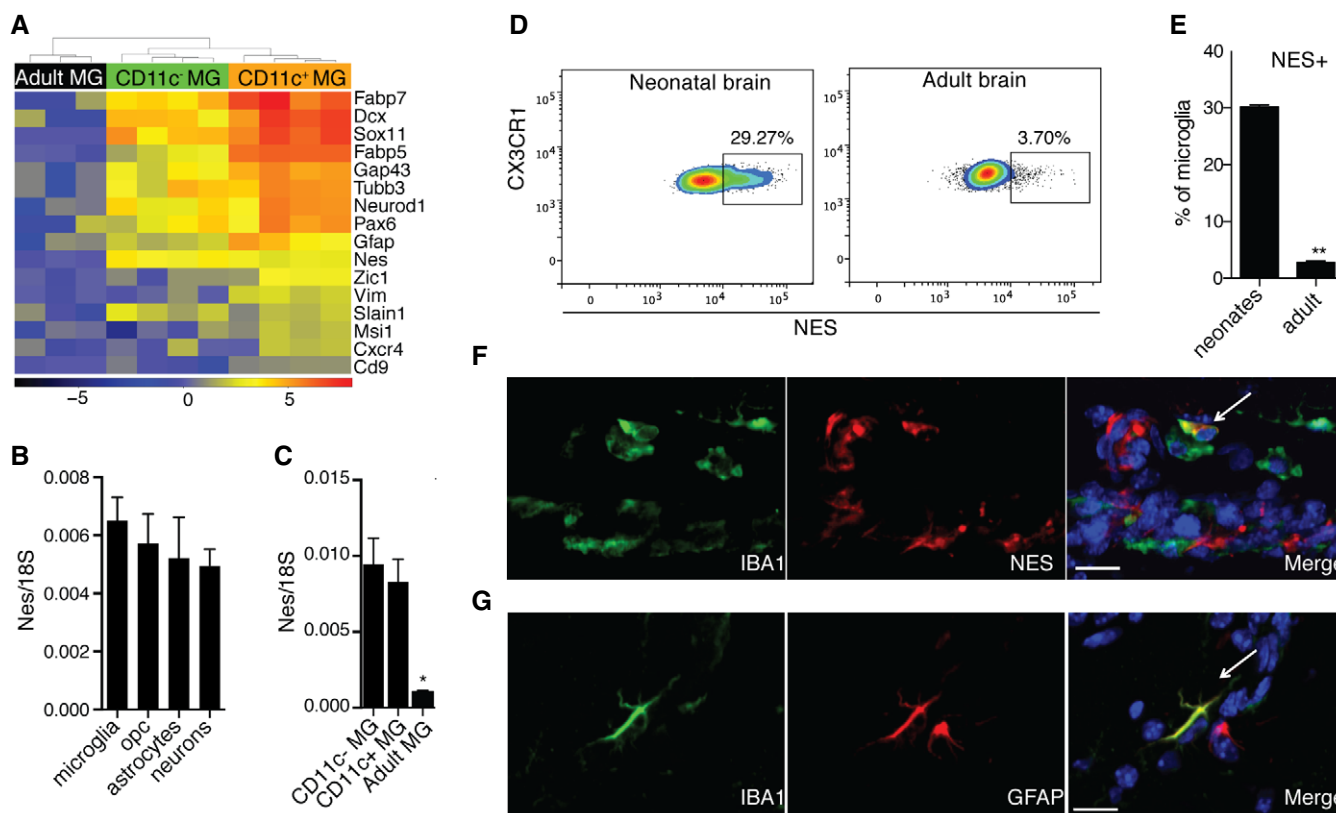 A
Adult MG CD11c- MG CD11c+ MG
Fabp7
Dcx
Sox11
Fabp5
Gap43
Tubb3
Neurod1
Pax6
Gfap
Nes
Zic1
Vim
Slain1
Msi1
Cxcr4
Cd9
−5 0 5
B
Nes/18S
0.008
0.006
0.004
0.002
0.000
microglia
opc
astrocytes
neurons
C
Nes/18S
0.015
0.010
0.005
0.000
*
CD11c- MG
CD11c+ MG
Adult MG
D
Neonatal brain
Adult brain
CX3CR1
10⁵
10⁴
10³
0
29.27%
0 10³ 10⁴ 10⁵
10⁵
10⁴
10³
0
3.70%
0 10³ 10⁴ 10⁵
NES
E
NES+
% of microglia
40
30
20
10
0
**
neonates
adult
F
IBA1
NES
Merge
G
IBA1
GFAP
Merge